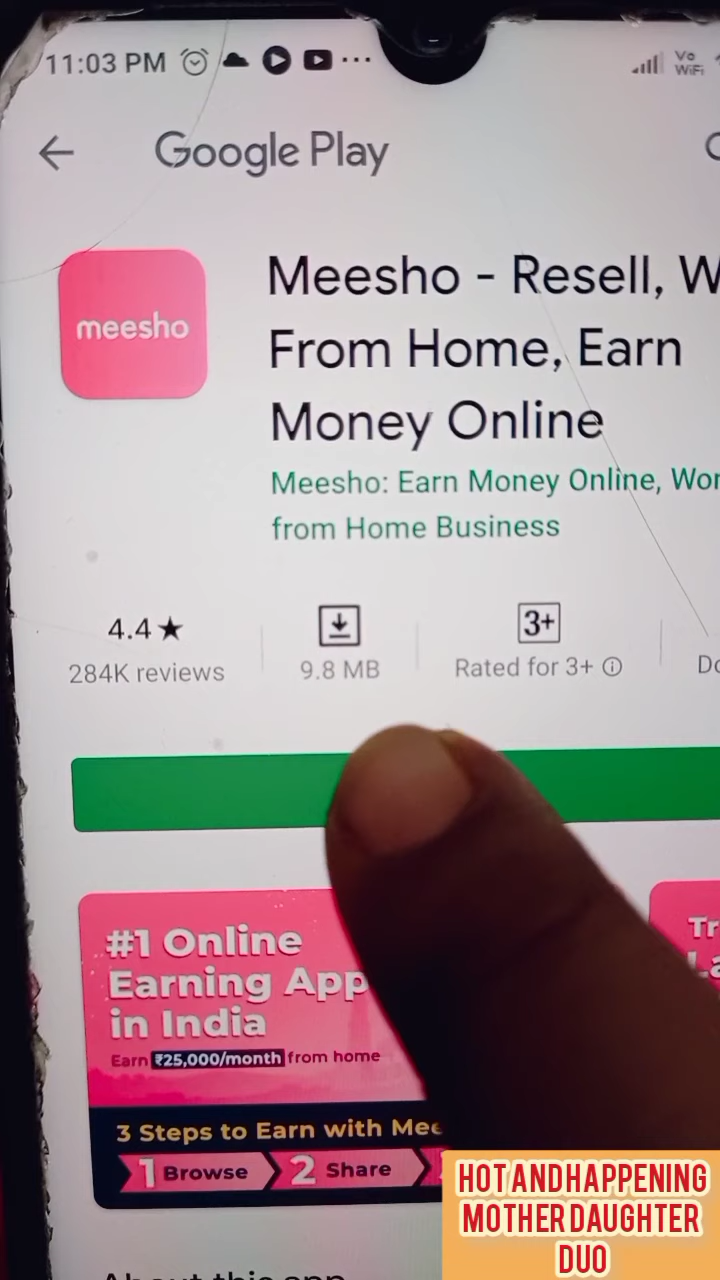 11:03 PM
Vo
WiFi
Google Play
meesho
Meesho - Resell, W
From Home, Earn
Money Online
Meesho: Earn Money Online, Wor
from Home Business
4.4★
284K reviews
9.8 MB
3+
Rated for 3+
#1 Online
Earning App
in India
Earn ₹25,000/month from home
Tr
3 Steps to Earn with Mee
1 Browse
2 Share
HOT AND HAPPENING
MOTHER DAUGHTER
DUO